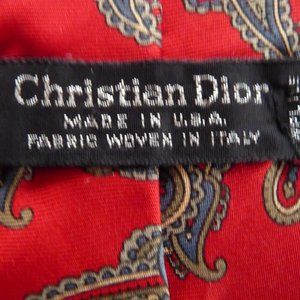 Christian Dior
MADE IN U.S.A.
FABRIC WOVEN IN ITALY